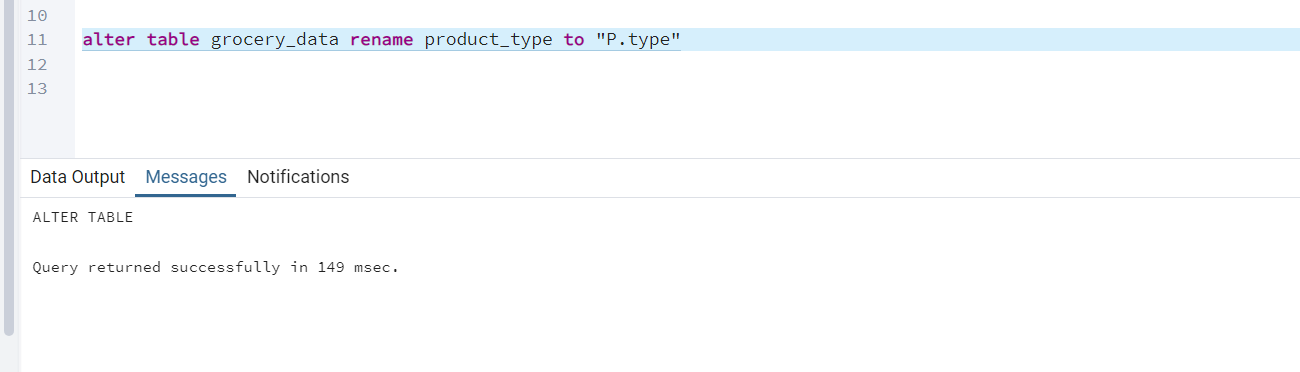 10
11 alter table grocery_data rename product_type to "P.type"
12
13
Data Output Messages Notifications
ALTER TABLE
Query returned successfully in 149 msec.